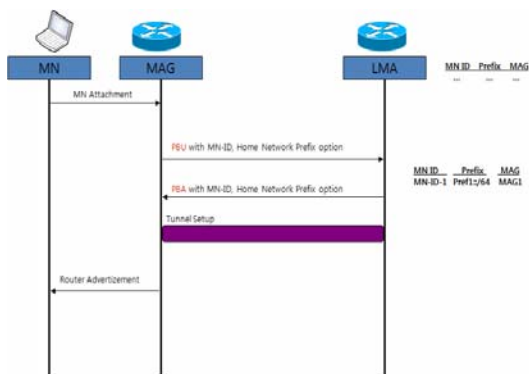 MN MAG LMA
MN ID Prefix MAG
... ... ...
MN Attachment
PBU with MN-ID, Home Network Prefix option
MN ID Prefix MAG
MN-ID-1 Pref1::/64 MAG1
PBA with MN-ID, Home Network Prefix option
Tunnel Setup
Router Advertizement